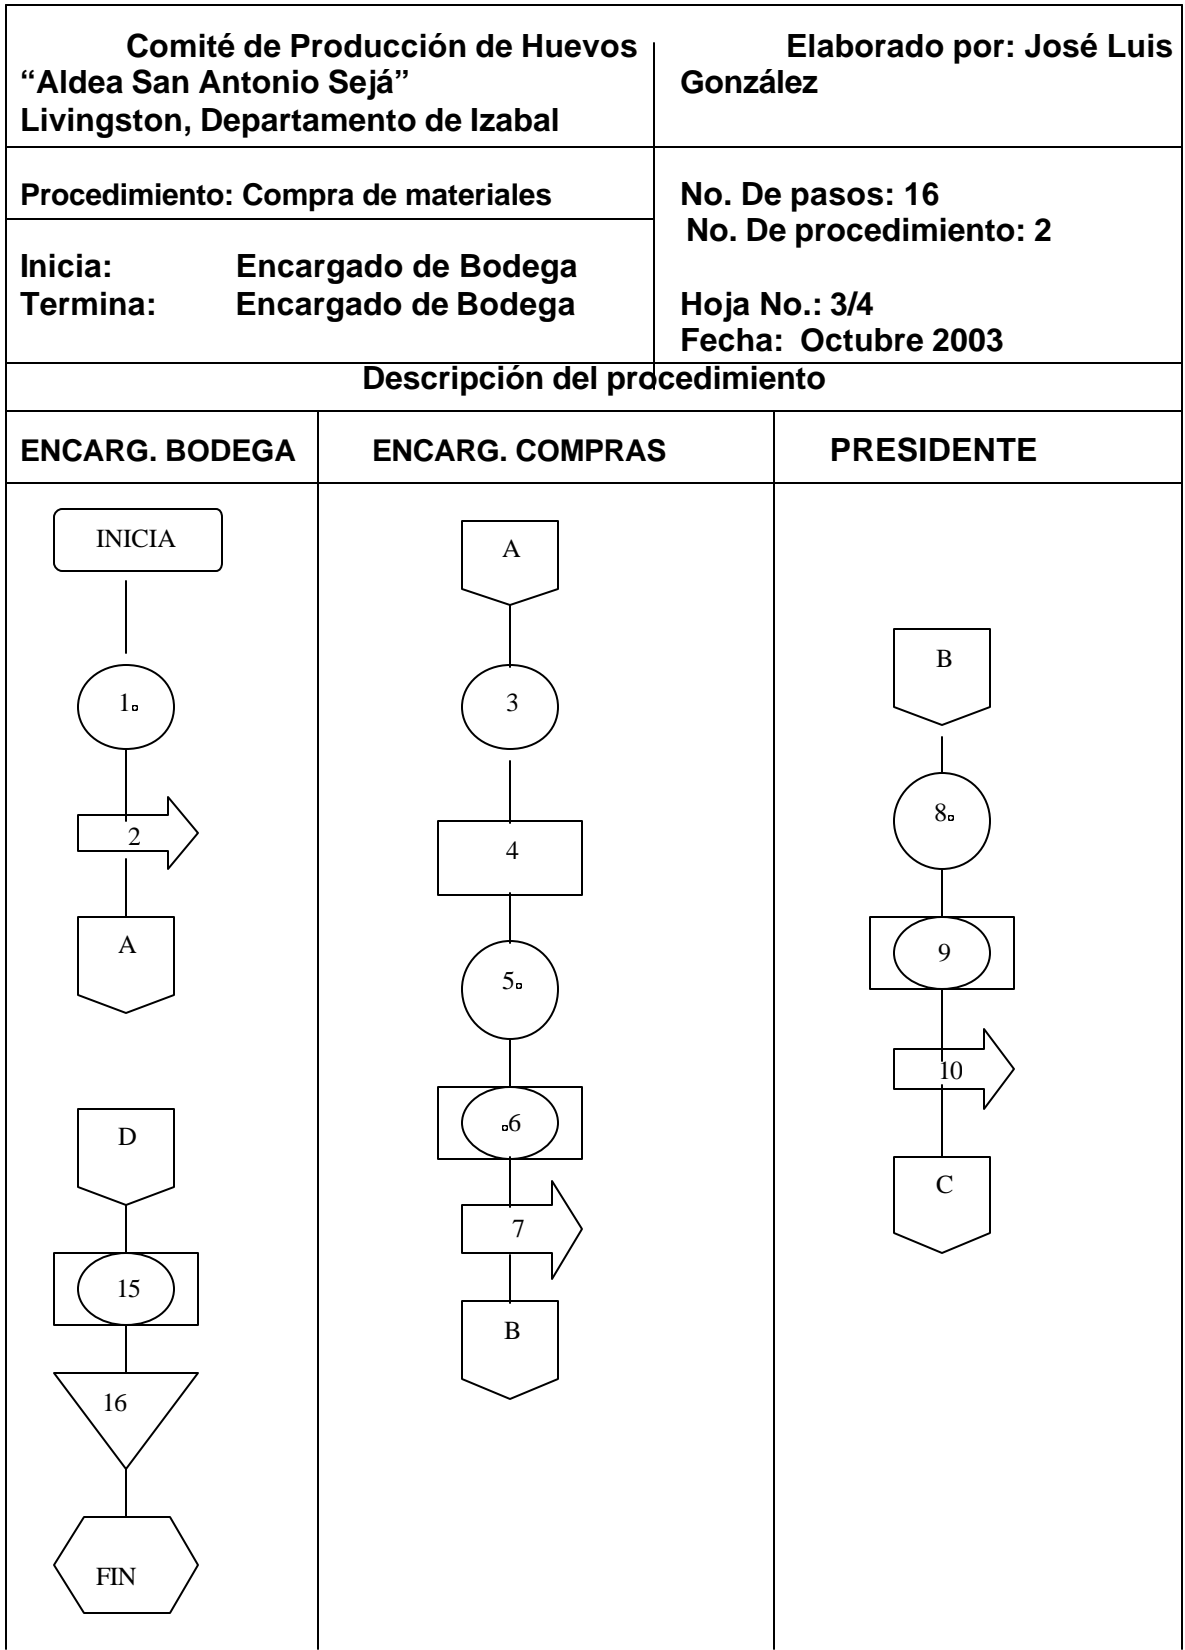 Comité de Producción de Huevos
“Aldea San Antonio Sejá”
Livingston, Departamento de Izabal
Elaborado por: José Luis
González
Procedimiento: Compra de materiales
Inicia: Encargado de Bodega
Termina: Encargado de Bodega
No. De pasos: 16
No. De procedimiento: 2
Hoja No.: 3/4
Fecha: Octubre 2003
Descripción del procedimiento
ENCARG. BODEGA
ENCARG. COMPRAS
PRESIDENTE
INICIA
1
2
A
D
15
16
FIN
A
3
4
5
6
7
B
B
8
9
10
C